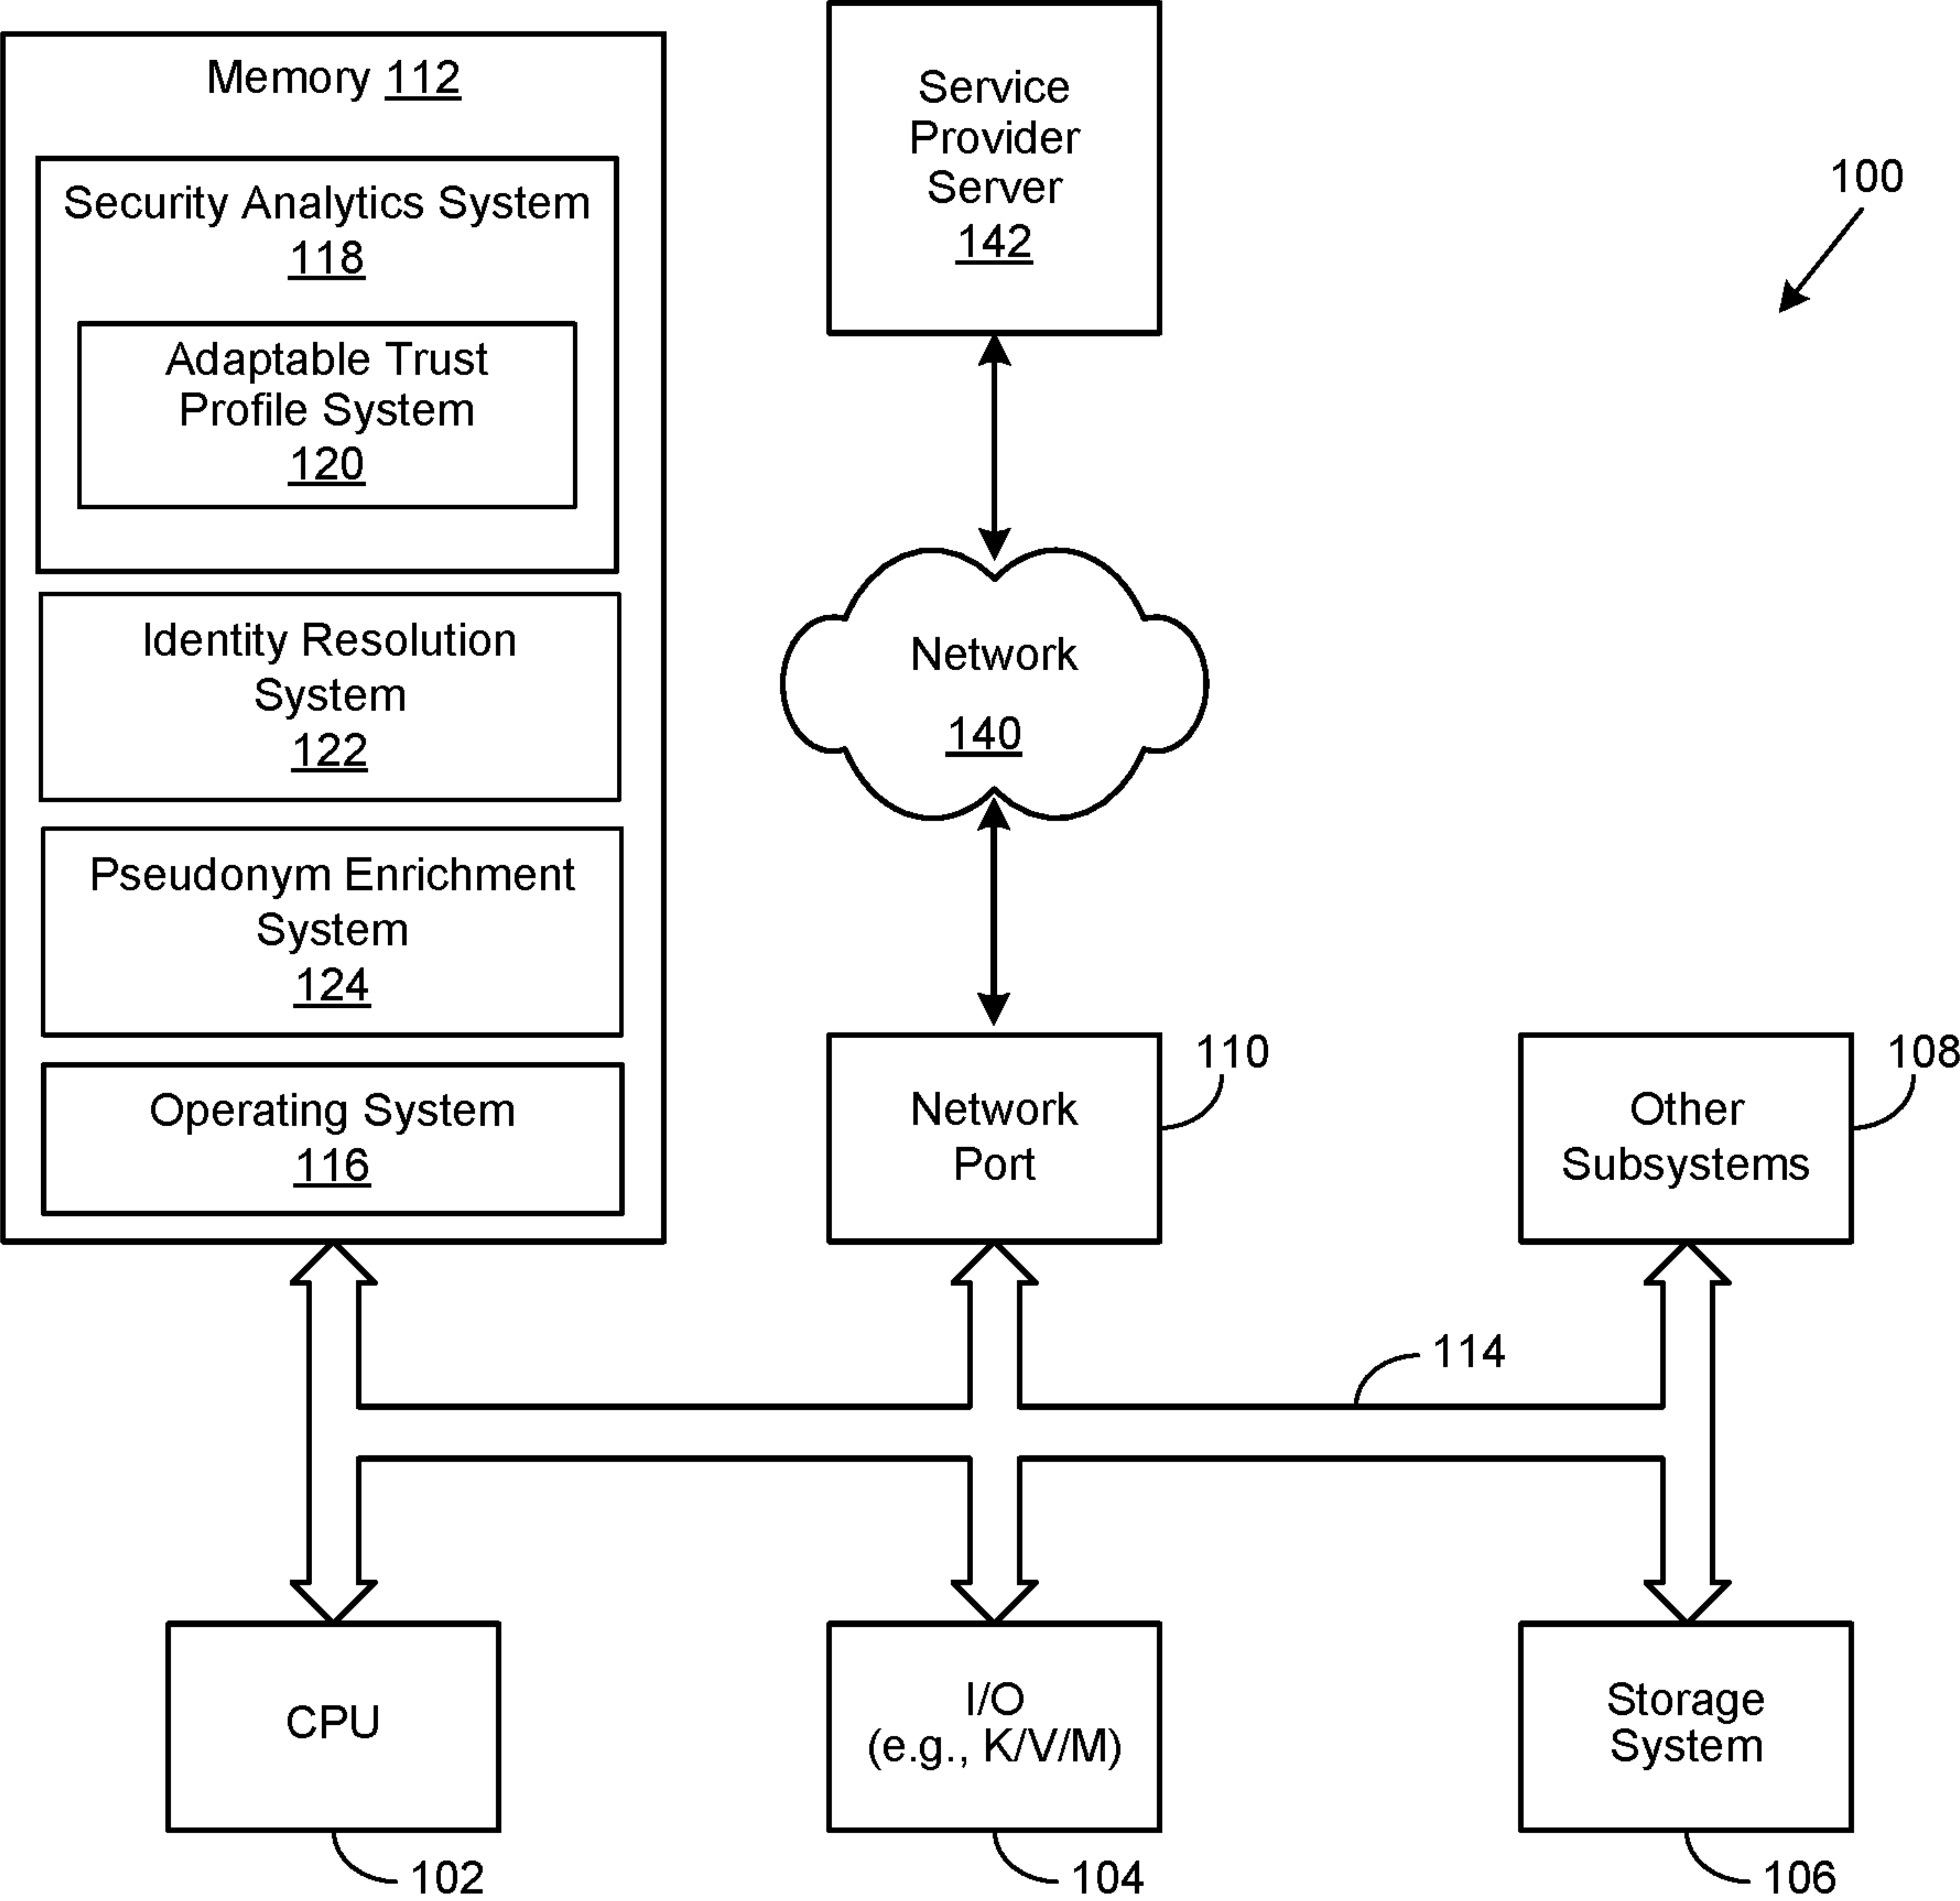 Memory 112
Security Analytics System
118
Adaptable Trust
Profile System
120
Identity Resolution
System
122
Pseudonym Enrichment
System
124
Operating System
116
Service
Provider
Server
142
100
Network
140
Network
Port
110
Other
Subsystems
108
114
CPU
102
I/O
(e.g., K/V/M)
104
Storage
System
106